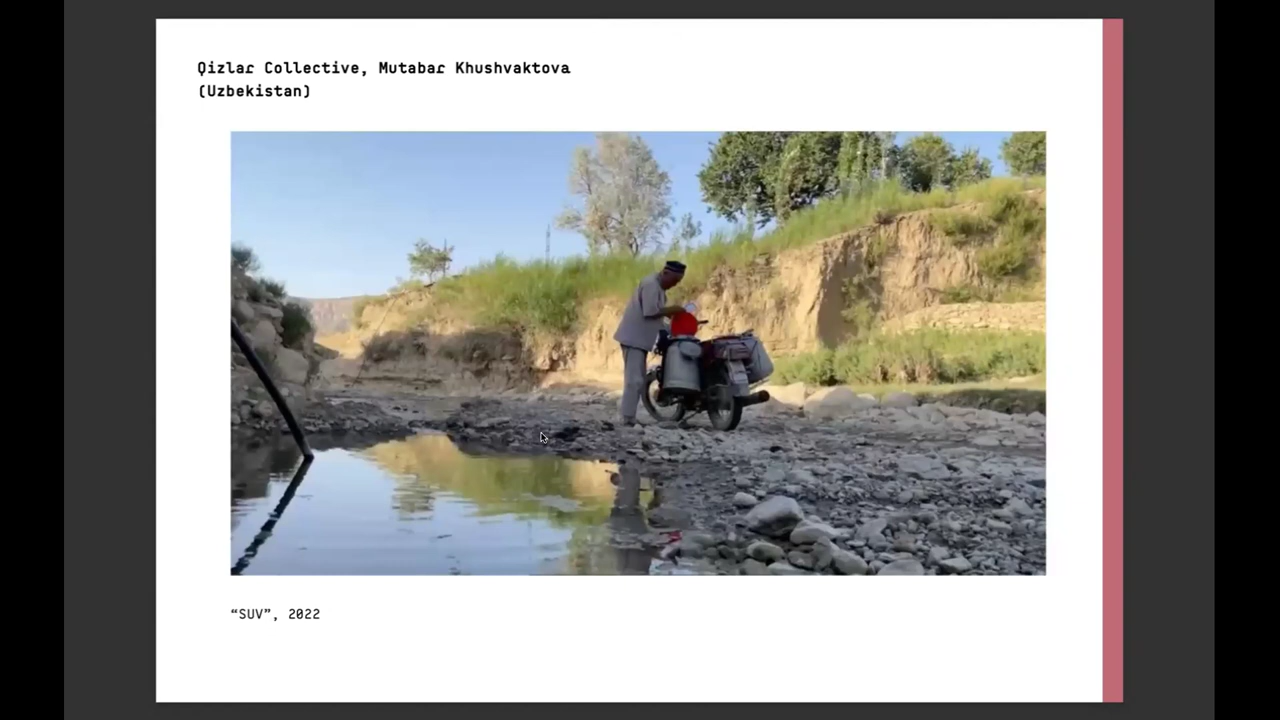 Qizlar Collective, Mutabar Khushvaktova
(Uzbekistan)
“SUV”, 2022